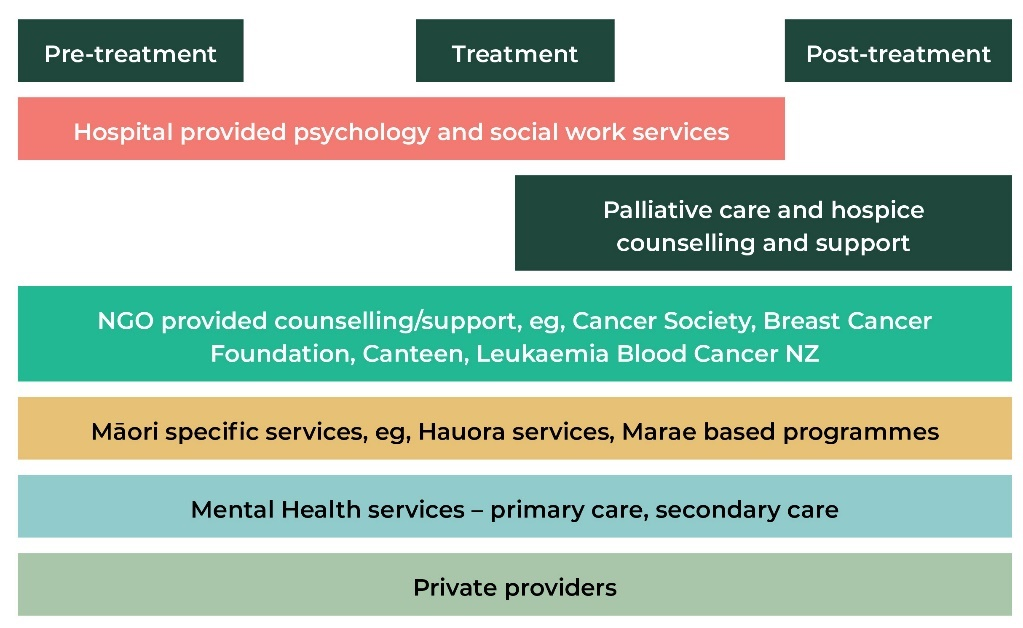 Pre-treatment
Treatment
Post-treatment
Hospital provided psychology and social work services
Palliative care and hospice
counselling and support
NGO provided counselling/support, eg, Cancer Society, Breast Cancer
Foundation, Canteen, Leukaemia Blood Cancer NZ
Māori specific services, eg, Hauora services, Marae based programmes
Mental Health services – primary care, secondary care
Private providers